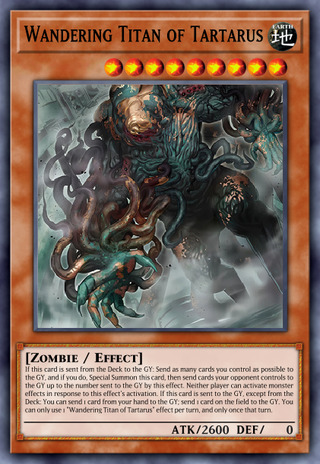 Wandering Titan of Tartarus
EARTH
地
[Zombie / Effect]
If this card is sent from the Deck to the GY: Send as many cards you control as possible to
the GY, and if you do, Special Summon this card, then send cards your opponent controls to
the GY up to the number sent to the GY by this effect. Neither player can activate monster
effects in response to this effect's activation. If this card is sent to the GY, except from the
Deck: You can send 1 card from your hand to the GY; send 1 card on the field to the GY. You
can only use 1 "Wandering Titan of Tartarus" effect per turn, and only once that turn.
ATK/2600 DEF/ 0